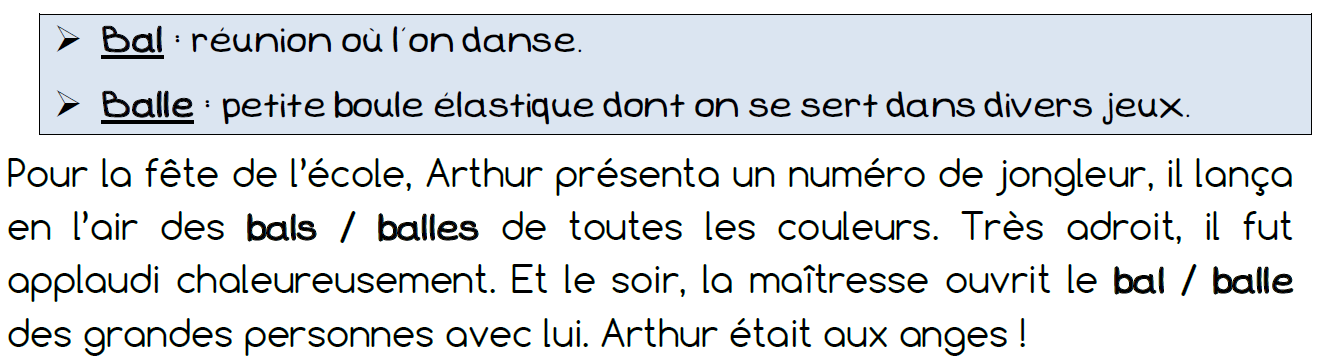 ➢ Bal : réunion où l'on danse.
➢ Balle : petite boule élastique dont on se sert dans divers jeux.
Pour la fête de l'école, Arthur présenta un numéro de jongleur, il lança
en l'air des bals / balles de toutes les couleurs. Très adroit, il fut
applaudi chaleureusement. Et le soir, la maîtresse ouvrit le bal / balle
des grandes personnes avec lui. Arthur était aux anges !